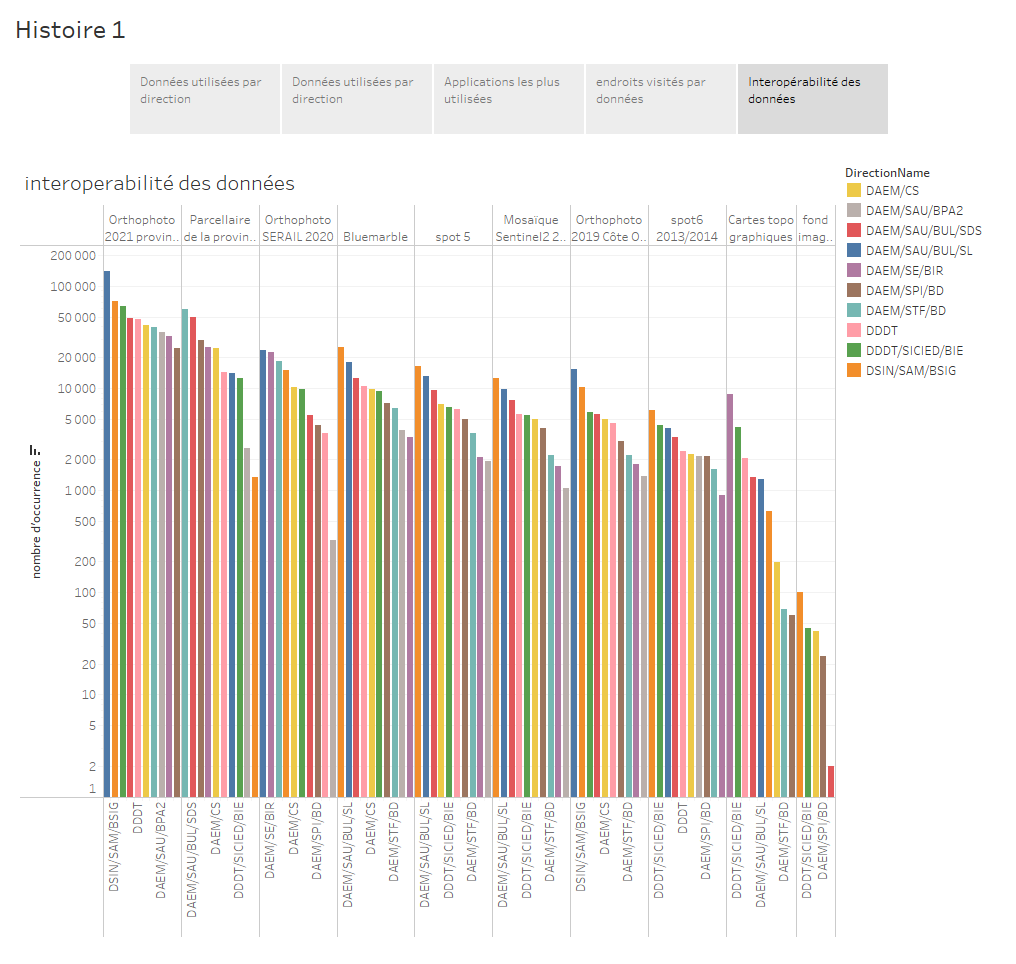 Histoire 1
Données utilisées par
direction
Données utilisées par
direction
Applications les plus
utilisées
endroits visités par
données
Interopérabilité des
données
interoperabilité des données
Orthophoto
2021 provin..
Parcellaire
de la provin..
Orthophoto
SERAIL 2020
Bluemarble
spot 5
Mosaïque
Sentinel2 2..
Orthophoto
2019 Côte O..
spot6
2013/2014
Cartes topo
graphiques
fond
imag..
200 000
100 000
50 000
20 000
10 000
5 000
2 000
1 000
500
200
100
50
20
10
5
2
1
nombre d'occurrence
DSIN/SAM/BSIG
DDDT
DAEM/SAU/BPA2
DAEM/SAU/BUL/SDS
DAEM/CS
DDDT/SICIED/BIE
DAEM/SE/BIR
DAEM/CS
DAEM/SPI/BD
DAEM/SAU/BUL/SL
DAEM/CS
DAEM/STF/BD
DAEM/SAU/BUL/SL
DDDT/SICIED/BIE
DAEM/STF/BD
DAEM/SAU/BUL/SL
DDDT/SICIED/BIE
DAEM/STF/BD
DSIN/SAM/BSIG
DAEM/CS
DAEM/STF/BD
DDDT/SICIED/BIE
DDDT
DAEM/SPI/BD
DDDT/SICIED/BIE
DAEM/SAU/BUL/SL
DAEM/STF/BD
DDDT/SICIED/BIE
DAEM/SPI/BD
DirectionName
DAEM/CS
DAEM/SAU/BPA2
DAEM/SAU/BUL/SDS
DAEM/SAU/BUL/SL
DAEM/SE/BIR
DAEM/SPI/BD
DAEM/STF/BD
DDDT
DDDT/SICIED/BIE
DSIN/SAM/BSIG